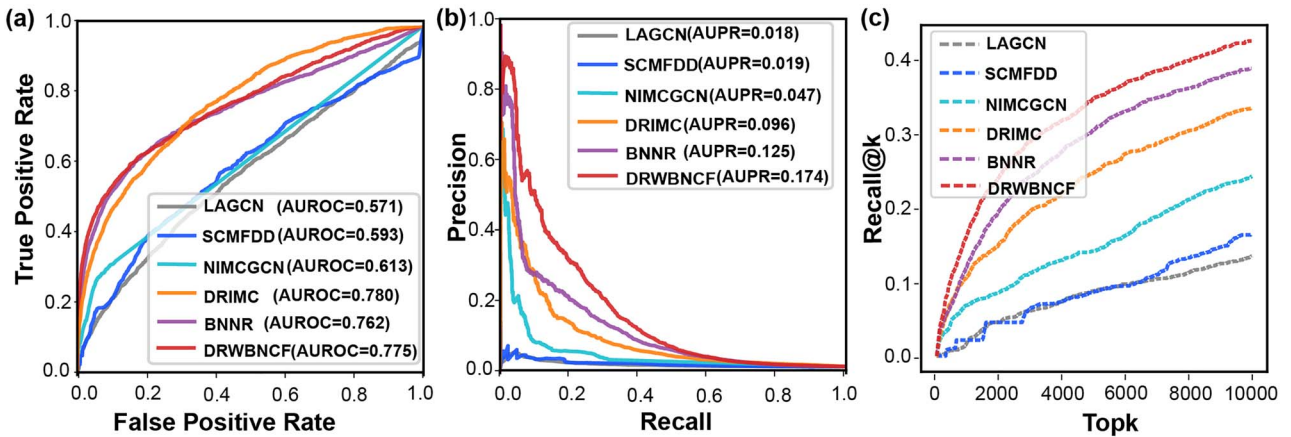 (a)
True Positive Rate
1.0
0.8
0.6
0.4
0.2
0.0
LAGCN (AUROC=0.571)
SCMFDD(AUROC=0.593)
NIMCGCN(AUROC=0.613)
DRIMC (AUROC=0.780)
BNNR (AUROC=0.762)
DRWBNCF(AUROC=0.775)
0.0 0.2 0.4 0.6 0.8 1.0
False Positive Rate
(b)
Precision
1.0
0.8
0.6
0.4
0.2
0.0
LAGCN(AUPR=0.018)
SCMFDD(AUPR=0.019)
NIMCGCN(AUPR=0.047)
DRIMC (AUPR=0.096)
BNNR (AUPR=0.125)
DRWBNCF(AUPR=0.174)
0.0 0.2 0.4 0.6 0.8 1.0
Recall
(c)
Recall@k
0.4
0.3
0.2
0.1
0.0
LAGCN
SCMFDD
NIMCGCN
DRIMC
BNNR
DRWBNCF
0 2000 4000 6000 8000 10000
Topk